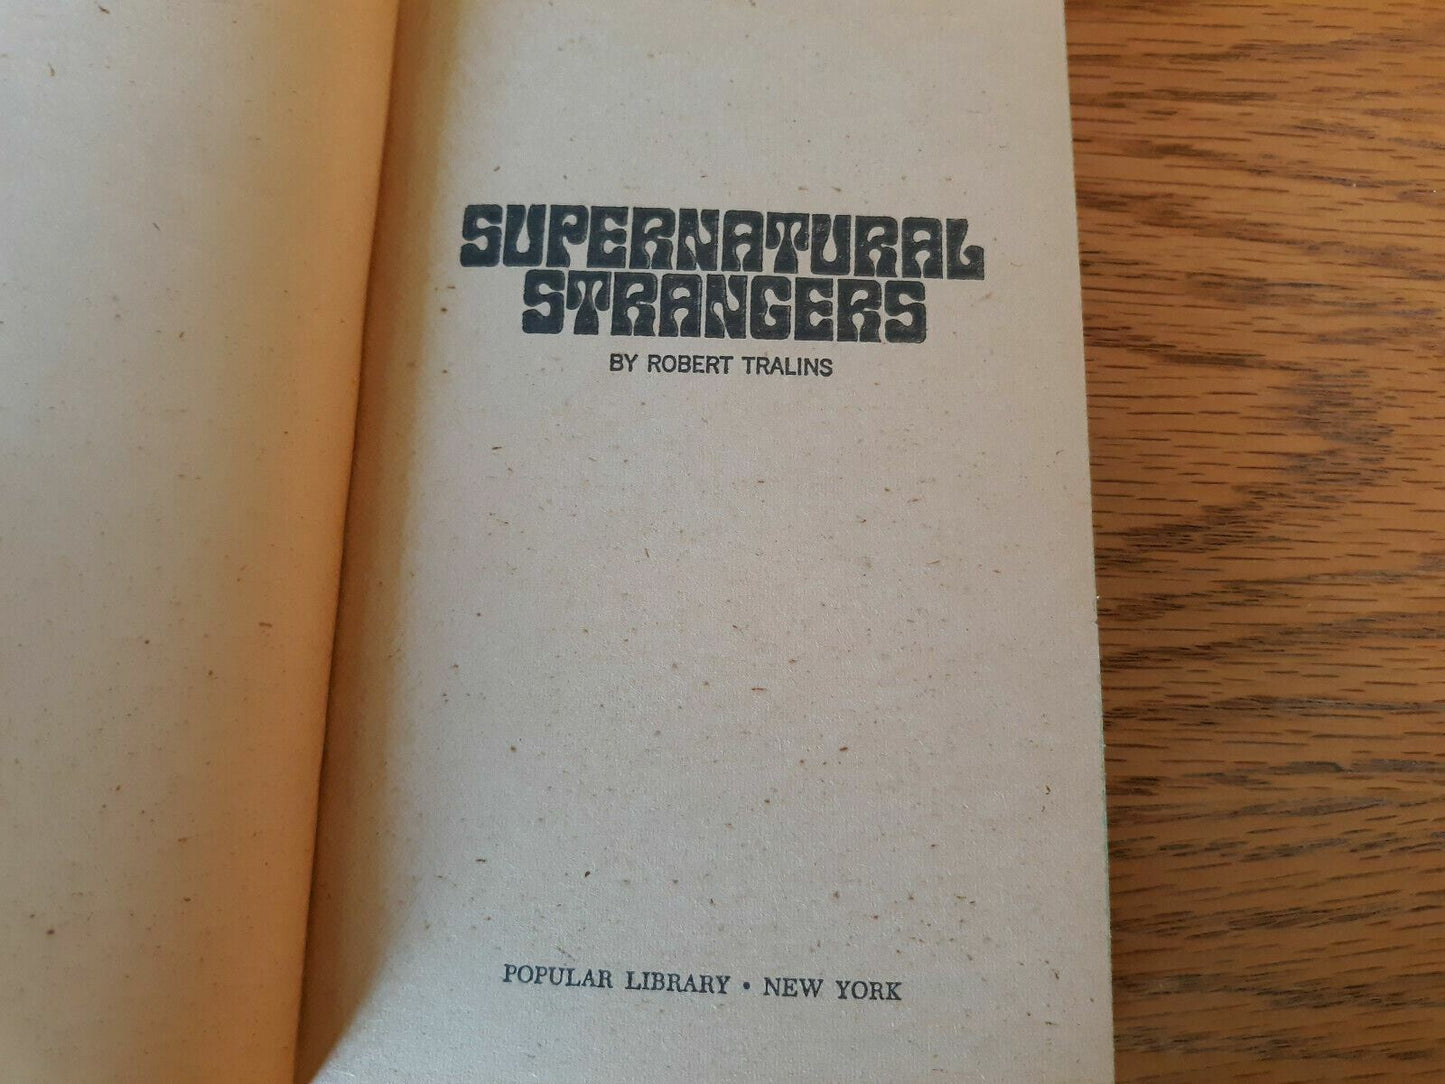 SUPERNATURAL
STRANGERS
BY ROBERT TRALINS
POPULAR LIBRARY • NEW YORK